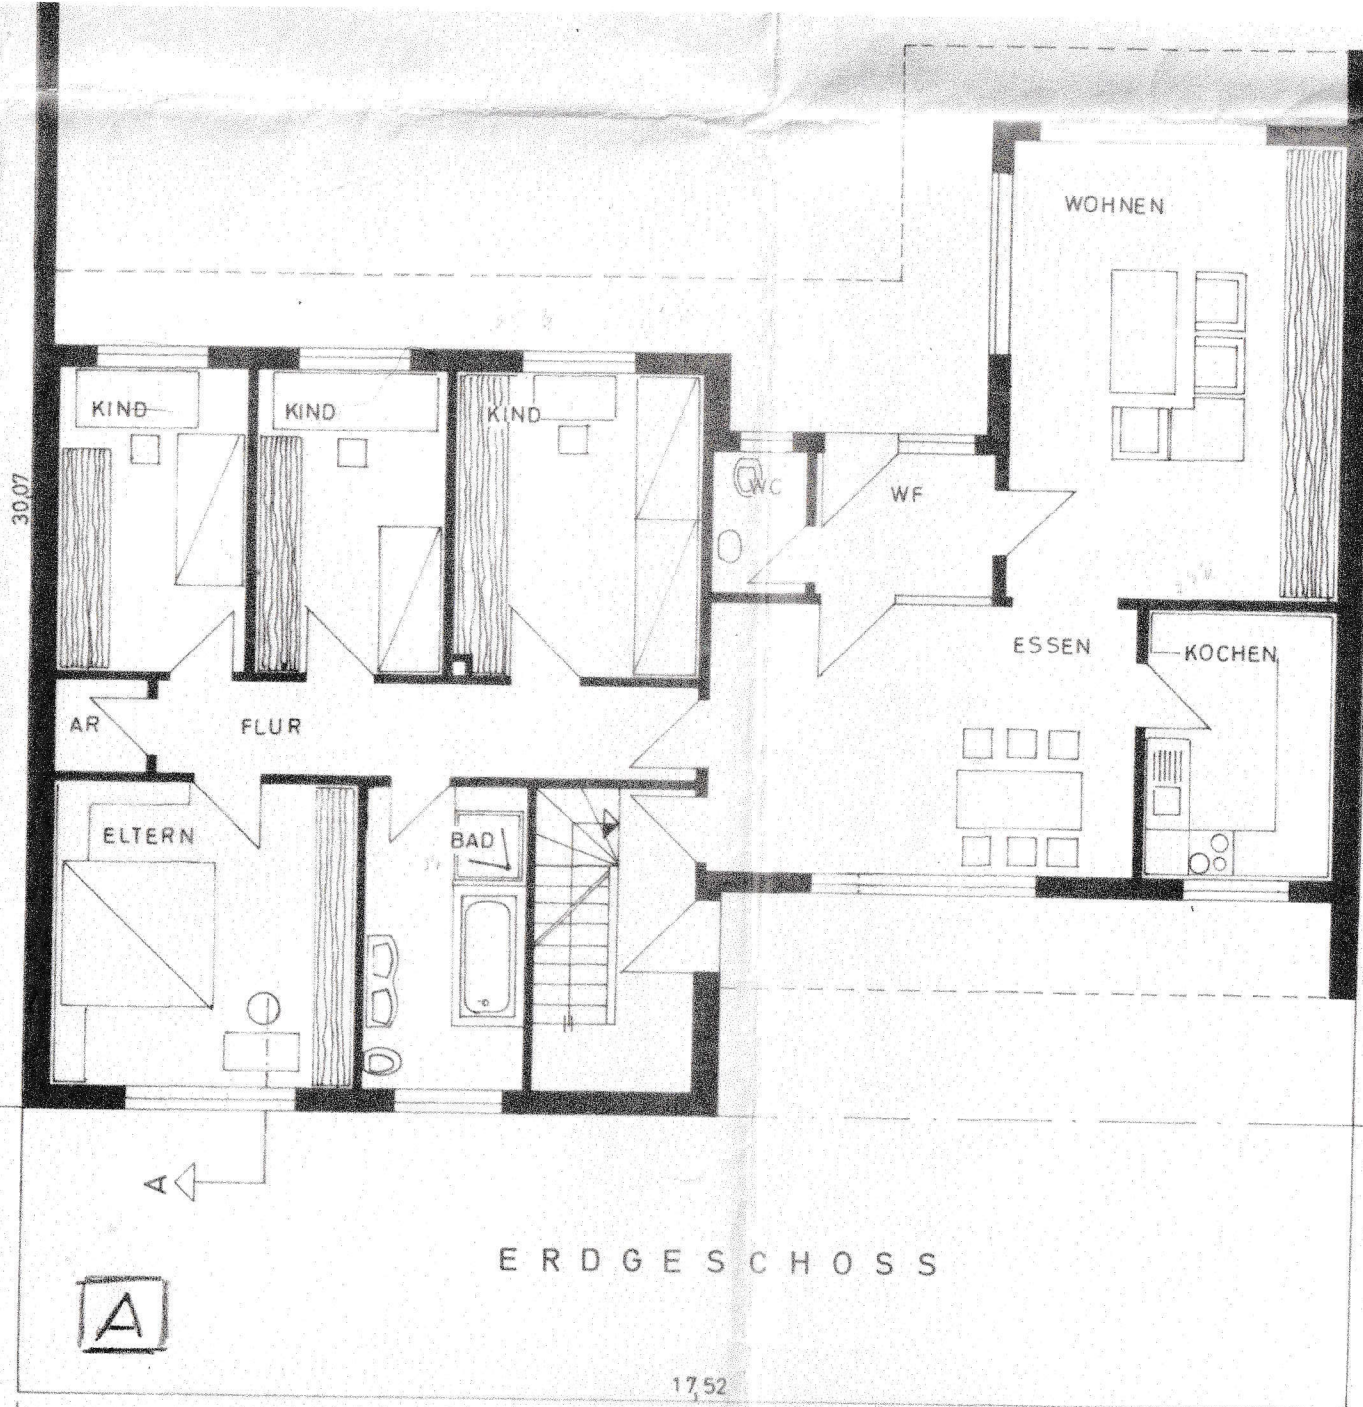 WOHNEN
KIND
KIND
KIND
WC
WF
30,07
ESSEN
KOCHEN
AR
FLUR
ELTERN
BAD
A
ERDGESCHOSS
A
17,52